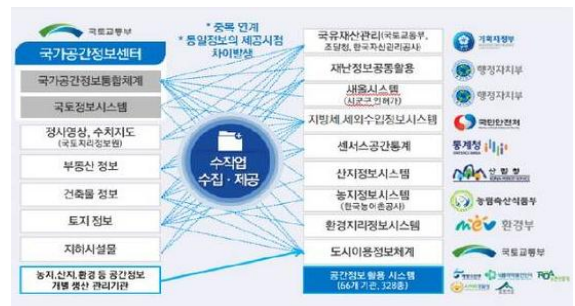 국토교통부
국가공간정보센터
국가공간정보통합체계
국토정보시스템
정사영상, 수치지도
(국토지리정보원)
부동산 정보
건축물 정보
토지 정보
지하시설물
농지,산지,환경 등 공간정보
개별 생산 관리기관
* 중복 연계
* 동일정보의 제공시점
차이발생
수작업
수집·제공
국유재산관리(국토교통부,
조달청, 한국자산관리공사)
재난정보공동활용
새올시스템
(시군구 인허가)
지방세 세외수입정보시스템
센서스공간통계
산지정보시스템
농지정보시스템
(한국농어촌공사)
환경지리정보시스템
도시이용정보체계
공간정보 활용 시스템
(66개 기관, 328종)
기획재정부
행정자치부
행정자치부
국민안전처
통계청
산림청
농림축산식품부
mev 환경부
국토교통부